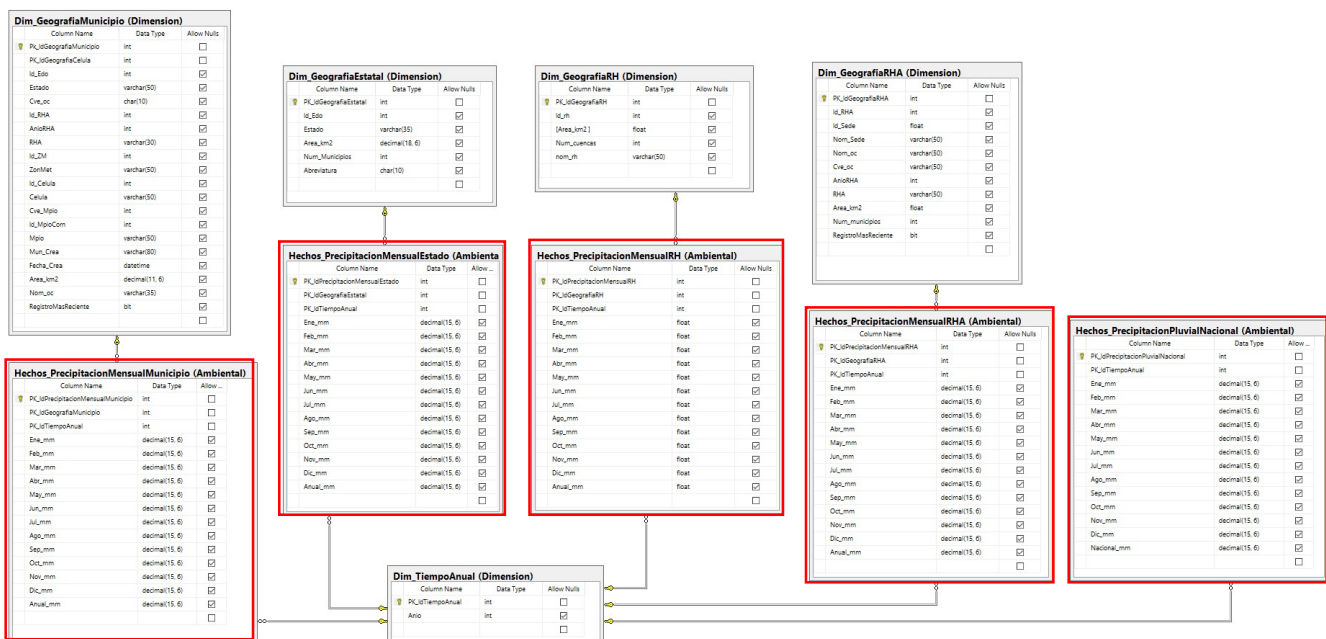 Dim_GeografiaMunicipio (Dimension)
Column Name Data Type Allow Nulls
Pk_IdGeografiaMunicipio int
PK_IdGeografiaCelula int
Id_Edo int
Estado varchar(50)
Cve_oc char(10)
Id_RHA int
AnioRHA int
RHA varchar(30)
Id_ZM int
ZonMet varchar(50)
Id_Celula int
Celula varchar(50)
Cve_Mpio int
Id_MpioCom int
Mpio varchar(50)
Mun_Crea varchar(80)
Fecha_Crea datetime
Area_km2 decimal(11, 6)
Nom_oc varchar(35)
RegistroMasReciente bit
Dim_GeografiaEstatal (Dimension)
Column Name Data Type Allow Nulls
PK_IdGeografiaEstatal int
Id_Edo int
Estado varchar(35)
Area_km2 decimal(18, 6)
Num_Municipios int
Abreviatura char(10)
Dim_GeografiaRH (Dimension)
Column Name Data Type Allow Nulls
PK_IdGeografiaRH int
Id_rh int
[Area_km2 ] float
Num_cuencas int
nom_rh varchar(50)
Dim_GeografiaRHA (Dimension)
Column Name Data Type Allow Nulls
PK_IdGeografiaRHA int
Id_RHA int
Id_Sede float
Nom_Sede varchar(50)
Nom_oc varchar(50)
Cve_oc varchar(50)
AnioRHA int
RHA varchar(50)
Area_km2 float
Num_municipios int
RegistroMasReciente bit
Hechos_PrecipitacionMensualMunicipio (Ambiental)
Column Name Data Type Allow ...
PK_IdPrecipitacionMensualMunicipio int
PK_IdGeografiaMunicipio int
PK_IdTiempoAnual int
Ene_mm decimal(15, 6)
Feb_mm decimal(15, 6)
Mar_mm decimal(15, 6)
Abr_mm decimal(15, 6)
May_mm decimal(15, 6)
Jun_mm decimal(15, 6)
Jul_mm decimal(15, 6)
Ago_mm decimal(15, 6)
Sep_mm decimal(15, 6)
Oct_mm decimal(15, 6)
Nov_mm decimal(15, 6)
Dic_mm decimal(15, 6)
Anual_mm decimal(15, 6)
Hechos_PrecipitacionMensualEstado (Ambienta
Column Name Data Type Allow ...
PK_IdPrecipitacionMensualEstado int
PK_IdGeografiaEstatal int
PK_IdTiempoAnual int
Ene_mm decimal(15, 6)
Feb_mm decimal(15, 6)
Mar_mm decimal(15, 6)
Abr_mm decimal(15, 6)
May_mm decimal(15, 6)
Jun_mm decimal(15, 6)
Jul_mm decimal(15, 6)
Ago_mm decimal(15, 6)
Sep_mm decimal(15, 6)
Oct_mm decimal(15, 6)
Nov_mm decimal(15, 6)
Dic_mm decimal(15, 6)
Anual_mm decimal(15, 6)
Hechos_PrecipitacionMensualRH (Ambiental)
Column Name Data Type Allow Nulls
PK_IdPrecipitacionMensualRH int
PK_IdGeografiaRH int
PK_IdTiempoAnual int
Ene_mm float
Feb_mm float
Mar_mm float
Abr_mm float
May_mm float
Jun_mm float
Jul_mm float
Ago_mm float
Sep_mm float
Oct_mm float
Nov_mm float
Dic_mm float
Anual_mm float
Hechos_PrecipitacionMensualRHA (Ambiental)
Column Name Data Type Allow Nulls
PK_IdPrecipitacionMensualRHA int
PK_IdGeografiaRHA int
PK_IdTiempoAnual int
Ene_mm decimal(15, 6)
Feb_mm decimal(15, 6)
Mar_mm decimal(15, 6)
Abr_mm decimal(15, 6)
May_mm decimal(15, 6)
Jun_mm decimal(15, 6)
Jul_mm decimal(15, 6)
Ago_mm decimal(15, 6)
Sep_mm decimal(15, 6)
Oct_mm decimal(15, 6)
Nov_mm decimal(15, 6)
Dic_mm decimal(15, 6)
Anual_mm decimal(15, 6)
Hechos_PrecipitacionPluvialNacional (Ambiental)
Column Name Data Type Allow ...
PK_IdPrecipitacionPluvialNacional int
PK_IdTiempoAnual int
Ene_mm decimal(15, 6)
Feb_mm decimal(15, 6)
Mar_mm decimal(15, 6)
Abr_mm decimal(15, 6)
May_mm decimal(15, 6)
Jun_mm decimal(15, 6)
Jul_mm decimal(15, 6)
Ago_mm decimal(15, 6)
Sep_mm decimal(15, 6)
Oct_mm decimal(15, 6)
Nov_mm decimal(15, 6)
Dic_mm decimal(15, 6)
Nacional_mm decimal(15, 6)
Dim_TiempoAnual (Dimension)
Column Name Data Type Allow Nulls
PK_IdTiempoAnual int
Anio int